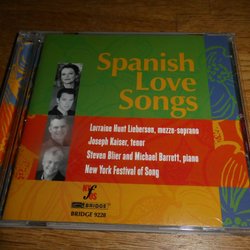 Spanish
Love
Songs
Lorraine Hunt Lieberson, mezzo-soprano
Joseph Kaiser, tenor
Steven Blier and Michael Barrett, piano
New York Festival of Song
BRIDGE
BRIDGE 9228